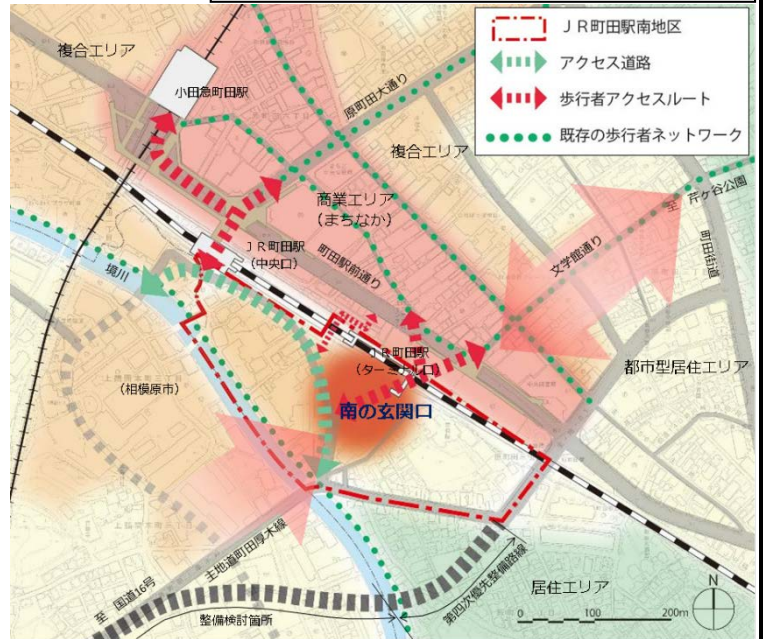 ＪＲ町田駅南地区
アクセス道路
歩行者アクセスルート
既存の歩行者ネットワーク
複合エリア
小田急町田駅
原町田大通り
複合エリア
商業エリア
（まちなか）
至 芹ヶ谷公園
町田街道
文学館通り
ＪＲ町田駅
（中央口）
町田駅前通り
境川
ＪＲ町田駅
（ターミナル口）
都市型居住エリア
（相模原市）
南の玄関口
主地道町田厚木線
至 国道16号
整備検討箇所
第四次優先整備路線
居住エリア
N
0 100 200m